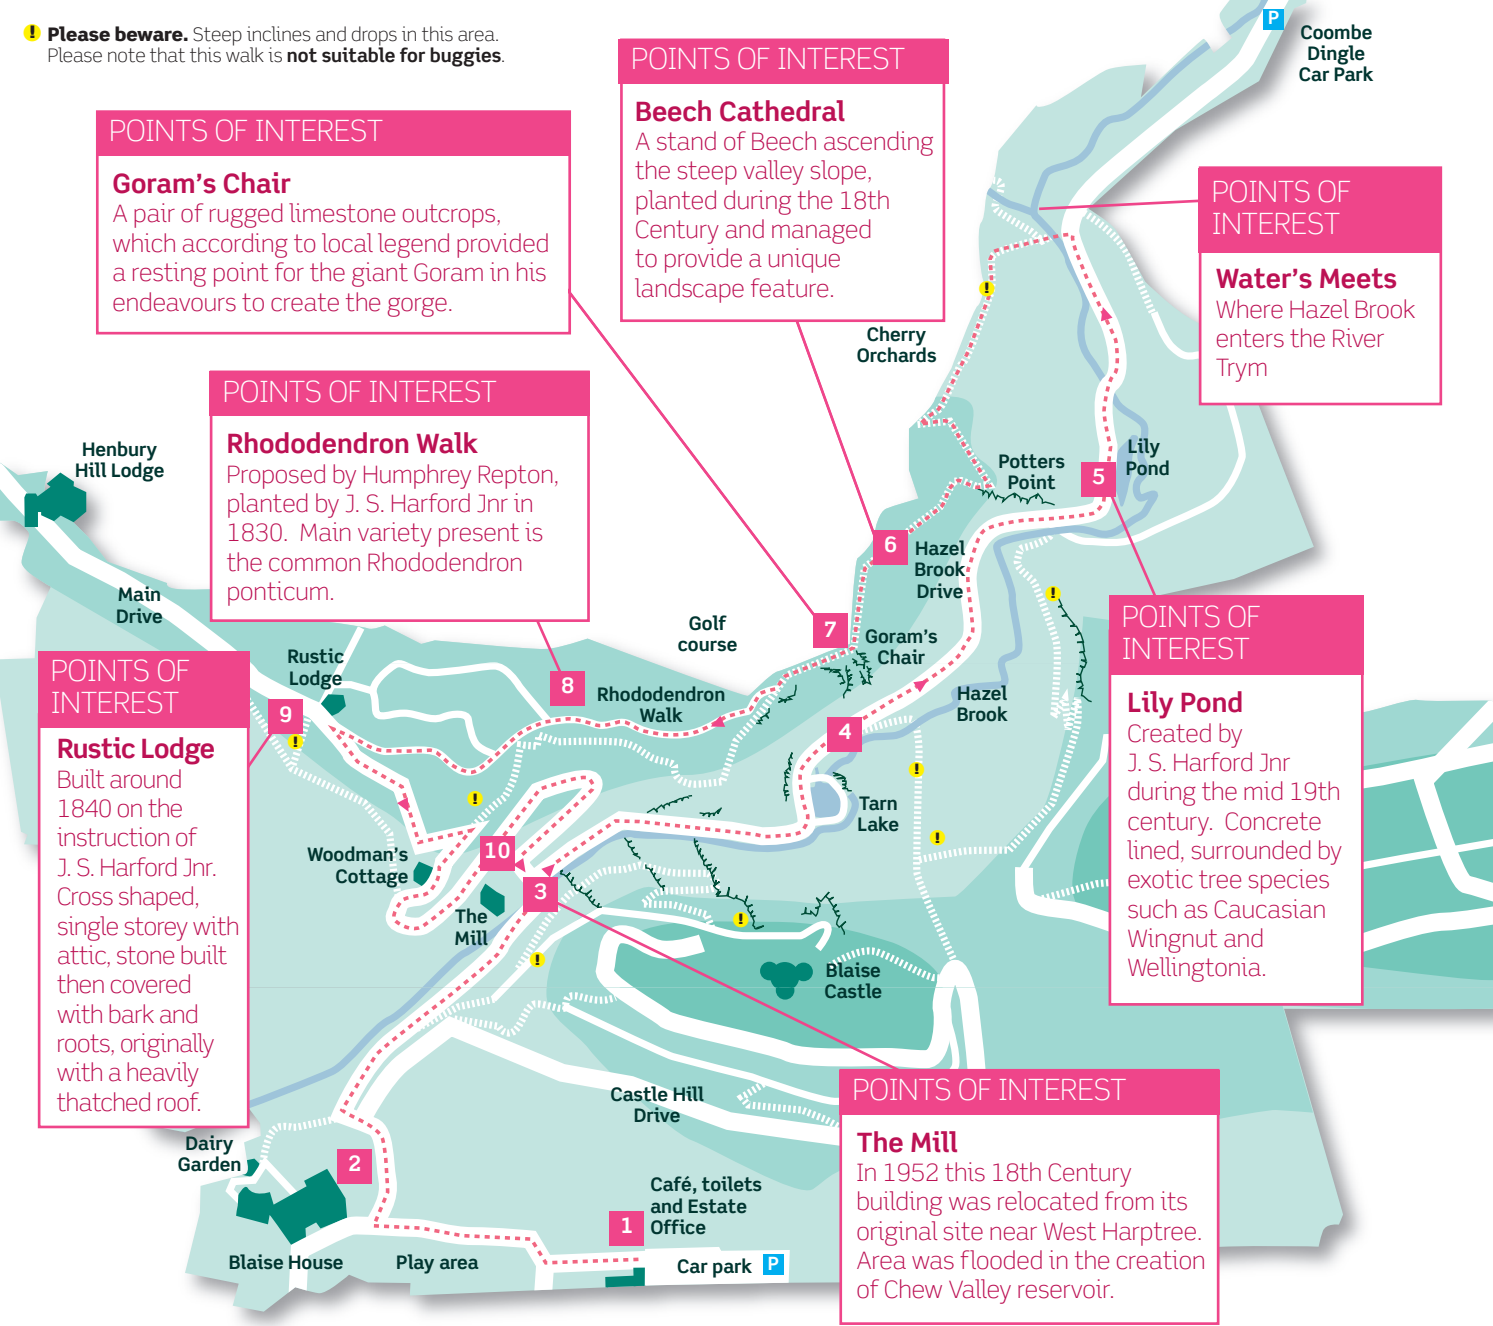 ! Please beware. Steep inclines and drops in this area.
Please note that this walk is not suitable for buggies.
POINTS OF INTEREST
Goram’s Chair
A pair of rugged limestone outcrops,
which according to local legend provided
a resting point for the giant Goram in his
endeavours to create the gorge.
POINTS OF INTEREST
Beech Cathedral
A stand of Beech ascending
the steep valley slope,
planted during the 18th
Century and managed
to provide a unique
landscape feature.
P
Coombe
Dingle
Car Park
POINTS OF
INTEREST
Water’s Meets
Where Hazel Brook
enters the River
Trym
!
Cherry
Orchards
POINTS OF INTEREST
Rhododendron Walk
Proposed by Humphrey Repton,
planted by J. S. Harford Jnr in
1830.  Main variety present is
the common Rhododendron
ponticum.
Henbury
Hill Lodge
Main
Drive
Potters
Point
5
Lily
Pond
6
Hazel
Brook
Drive
!
Golf
course
7
Goram’s
Chair
Rustic
Lodge
8
Rhododendron
Walk
Hazel
Brook
9
!
4
!
!
Tarn
Lake
!
POINTS OF
INTEREST
Rustic Lodge
Built around
1840 on the
instruction of
J. S. Harford Jnr.
Cross shaped,
single storey with
attic, stone built
then covered
with bark and
roots, originally
with a heavily
thatched roof.
POINTS OF
INTEREST
Lily Pond
Created by
J. S. Harford Jnr
during the mid 19th
century.  Concrete
lined, surrounded by
exotic tree species
such as Caucasian
Wingnut and
Wellingtonia.
Woodman’s
Cottage
10
3
The
Mill
!
!
Blaise
Castle
Castle Hill
Drive
POINTS OF INTEREST
The Mill
In 1952 this 18th Century
building was relocated from its
original site near West Harptree.
Area was flooded in the creation
of Chew Valley reservoir.
Dairy
Garden
2
Café, toilets
and Estate
Office
1
Blaise House
Play area
Car park P